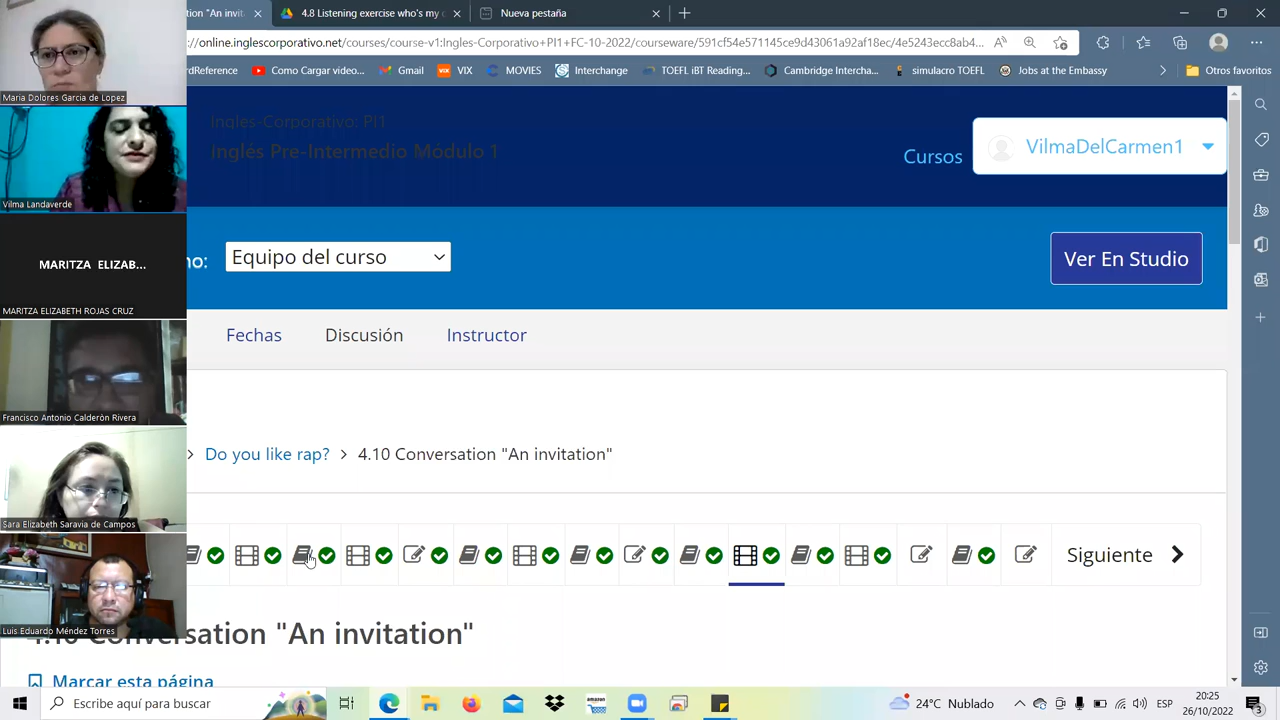 on "An invit
4.8 Listening exercise who's my
Nueva pestaña
://online.inglescorporativo.net/courses/course-v1:Ingles-Corporativo+PI1+FC-10-2022/courseware/591cf54e571145ce9d43061a92af18ec/4e5243ecc8ab4...
rdReference
Como Cargar video...
Gmail
VIX
MOVIES
Interchange
TOEFL iBT Reading...
Cambridge Intercha...
simulacro TOEFL
Jobs at the Embassy
Otros favoritos
Maria Dolores Garcia de Lopez
Ingles-Corporativo: PI1
inglés Pre-Intermedio Módulo 1
Cursos
VilmaDelCarmen1
Vilma Landaverde
no:
Equipo del curso
Ver En Studio
MARITZA ELIZAB...
MARITZA ELIZABETH ROJAS CRUZ
Fechas
Discusión
Instructor
Francisco Antonio Calderón Rivera
Do you like rap? > 4.10 Conversation "An invitation"
Sara Elizabeth Saravia de Campos
Siguiente
Luis Eduardo Méndez Torres
4.10 Conversation "An invitation"
Marcar esta página
Escribe aquí para buscar
24°C Nublado
ESP
20:25
26/10/2022
3